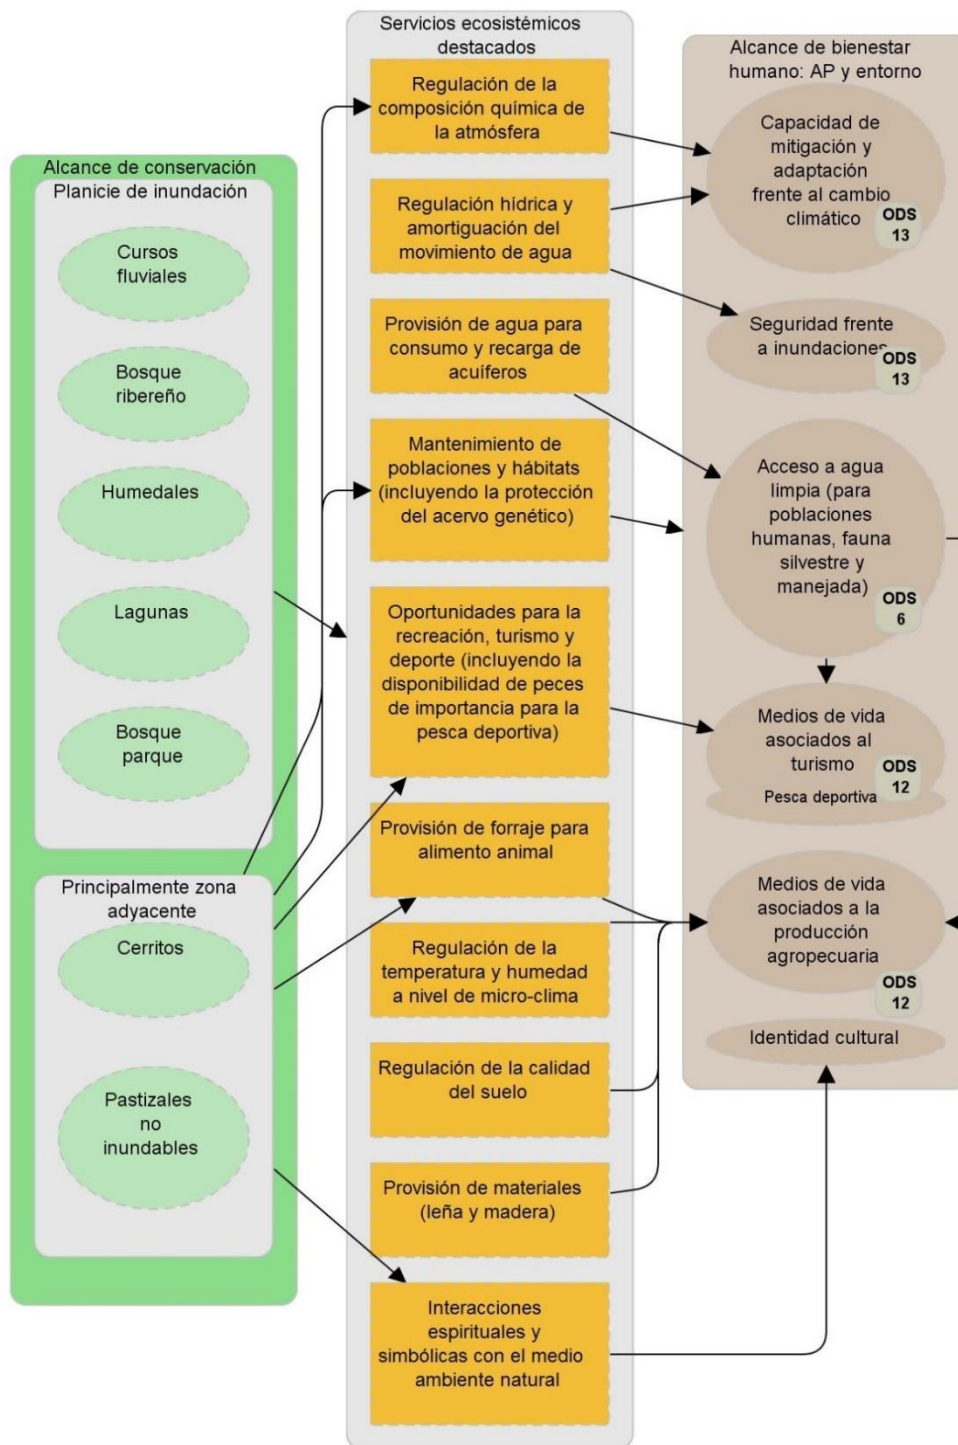 Alcance de conservación
Planicie de inundación
Cursos
fluviales
Bosque
ribereño
Humedales
Lagunas
Bosque
parque
Principalmente zona
adyacente
Cerritos
Pastizales
no
inundables
Servicios ecosistémicos
destacados
Regulación de la
composición química de
la atmósfera
Regulación hídrica y
amortiguación del
movimiento de agua
Provisión de agua para
consumo y recarga de
acuíferos
Mantenimiento de
poblaciones y hábitats
(incluyendo la protección
del acervo genético)
Oportunidades para la
recreación, turismo y
deporte (incluyendo la
disponibilidad de peces
de importancia para la
pesca deportiva)
Provisión de forraje para
alimento animal
Regulación de la
temperatura y humedad
a nivel de micro-clima
Regulación de la calidad
del suelo
Provisión de materiales
(leña y madera)
Interacciones
espirituales y
simbólicas con el medio
ambiente natural
Alcance de bienestar
humano: AP y entorno
Capacidad de
mitigación y
adaptación
frente al cambio
climático
ODS
13
Seguridad frente
a inundaciones
ODS
13
Acceso a agua
limpia (para
poblaciones
humanas, fauna
silvestre y
manejada)
ODS
6
Medios de vida
asociados al
turismo
ODS
12
Pesca deportiva
Medios de vida
asociados a la
producción
agropecuaria
ODS
12
Identidad cultural